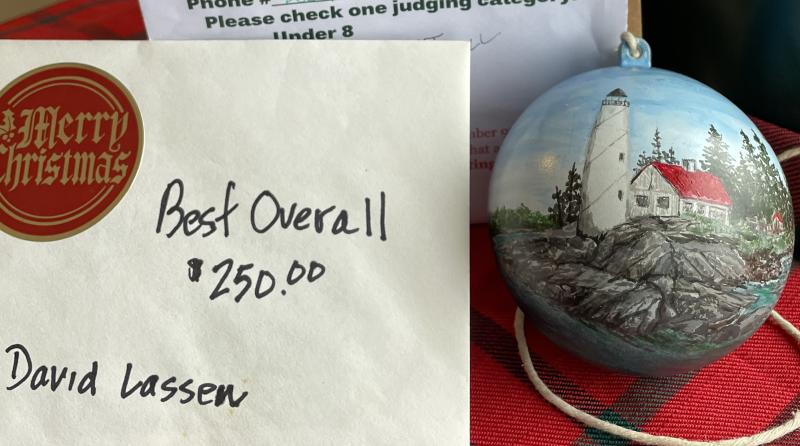 Phone #
Please check one judging category:
Under 8
Merry
Christmas
Best Overall
$250.00
David Lassen